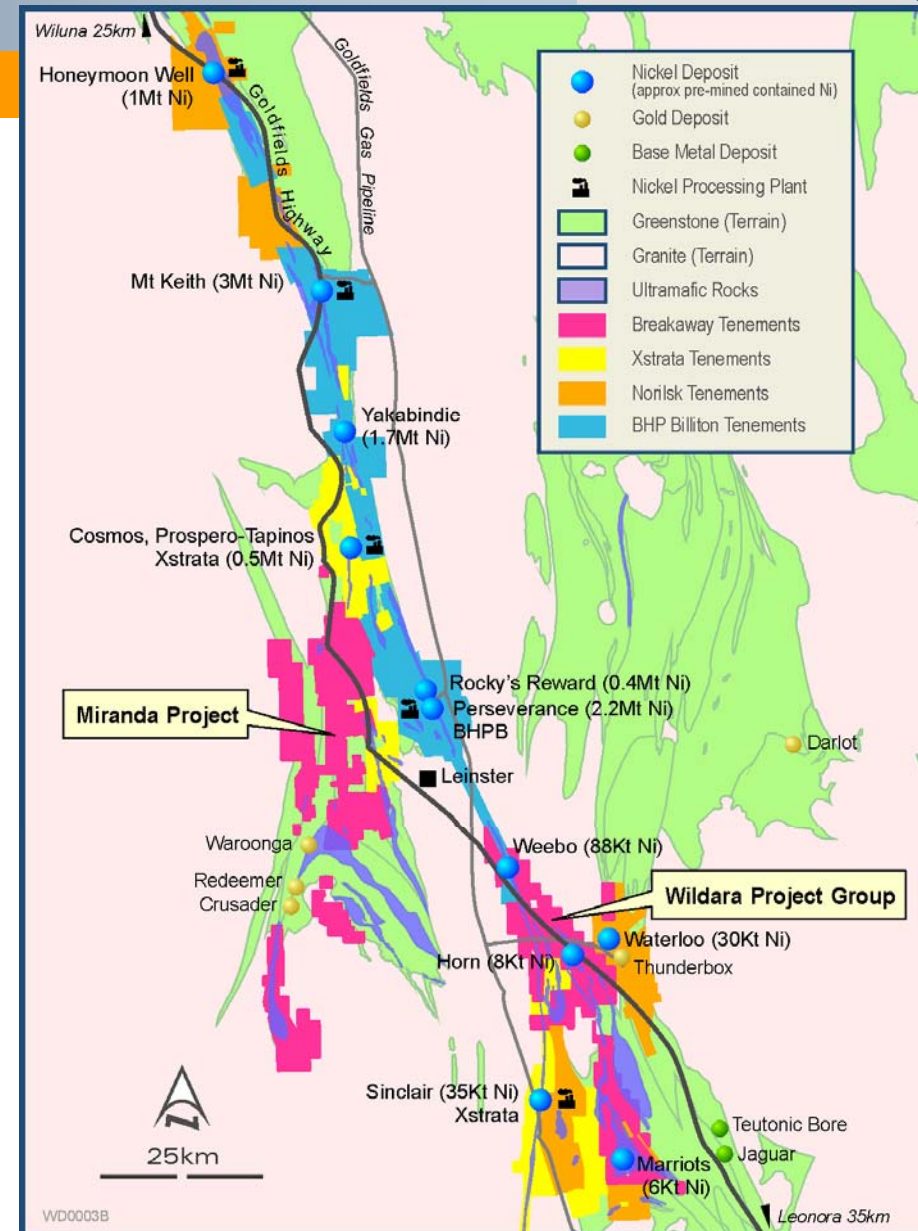 Wiluna 25km
Honeymoon Well
(1Mt Ni)
Goldfields Highway
Goldfields Gas Pipeline
Nickel Deposit
(approx pre-mined contained Ni)
Gold Deposit
Base Metal Deposit
Nickel Processing Plant
Greenstone (Terrain)
Granite (Terrain)
Ultramafic Rocks
Breakaway Tenements
Xstrata Tenements
Norilsk Tenements
BHP Billiton Tenements
Mt Keith (3Mt Ni)
Yakabindie
(1.7Mt Ni)
Cosmos, Prospero-Tapinos
Xstrata (0.5Mt Ni)
Rocky's Reward (0.4Mt Ni)
Perseverance (2.2Mt Ni)
BHPB
Miranda Project
Darlot
Leinster
Waroonga
Weebo (88Kt Ni)
Redeemer
Crusader
Wildara Project Group
Waterloo (30Kt Ni)
Horn (8Kt Ni)
Thunderbox
Sinclair (35Kt Ni)
Xstrata
Teutonic Bore
Jaguar
Marriots
(6Kt Ni)
25km
WD0003B
Leonora 35km